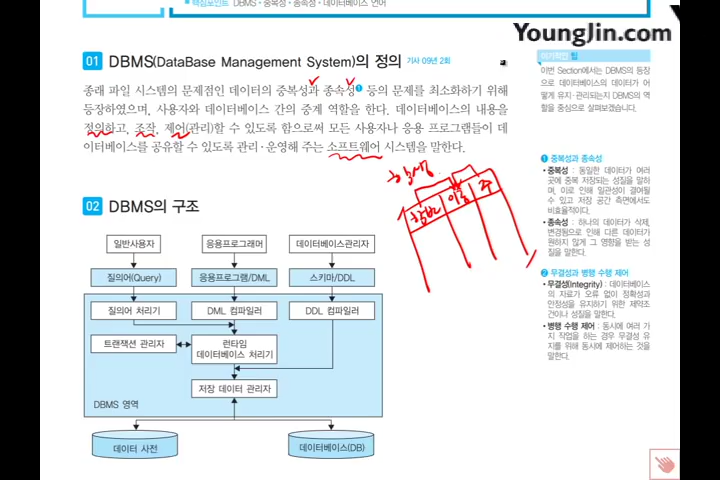 핵심포인트 DBMS · 중복성 · 종속성 · 데이터베이스 언어
YoungJin.com
01 DBMS(DataBase Management System)의 정의 기사 09년 2회
종래 파일 시스템의 문제점인 데이터의 중복성과 종속성❶ 등의 문제를 최소화하기 위해
등장하였으며, 사용자와 데이터베이스 간의 중계 역할을 한다. 데이터베이스의 내용을
정의하고, 조작, 제어(관리)할 수 있도록 함으로써 모든 사용자나 응용 프로그램들이 데
이터베이스를 공유할 수 있도록 관리·운영해 주는 소프트웨어 시스템을 말한다.
학생
학번 이름 주
02 DBMS의 구조
일반사용자 응용프로그래머 데이터베이스관리자
질의어(Query) 응용프로그램/DML 스키마/DDL
질의어 처리기 DML 컴파일러 DDL 컴파일러
트랜잭션 관리자 런타임
데이터베이스 처리기
저장 데이터 관리자
DBMS 영역
데이터 사전 데이터베이스(DB)
이번 Section에서는 DBMS의 등장
으로 데이터베이스의 데이터가 어
떻게 유지·관리되는지 DBMS의 역
할을 중심으로 살펴보겠습니다.
❶ 중복성과 종속성
• 중복성 : 동일한 데이터가 여러
곳에 중복 저장되는 성질을 말하
며, 이로 인해 일관성이 결여될
수 있고 저장 공간 측면에서도
비효율적이다.
• 종속성 : 하나의 데이터가 삭제,
변경됨으로 인해 다른 데이터가
원하지 않게 그 영향을 받는 성
질을 말한다.
❷ 무결성과 병행 수행 제어
• 무결성(Integrity) : 데이터베이스
의 자료가 오류 없이 정확성과
안정성을 유지하기 위한 제약조
건이나 성질을 말한다.
• 병행 수행 제어 : 동시에 여러 가
지 작업을 하는 경우 무결성 유
지를 위해 동시에 제어하는 것을
말한다.